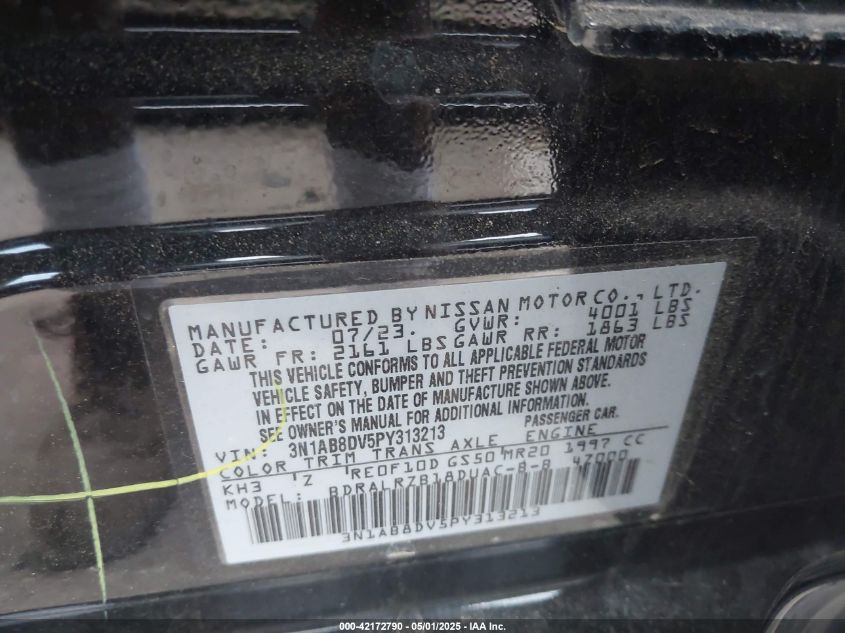 MANUFACTURED BY NISSAN MOTOR CO., LTD.
DATE: 07/23. GVWR: 4001 LBS
GAWR FR: 2161 LBS GAWR RR: 1863 LBS
THIS VEHICLE CONFORMS TO ALL APPLICABLE FEDERAL MOTOR
VEHICLE SAFETY, BUMPER AND THEFT PREVENTION STANDARDS
IN EFFECT ON THE DATE OF MANUFACTURE SHOWN ABOVE.
SEE OWNER'S MANUAL FOR ADDITIONAL INFORMATION.
VIN: 3N1AB8DV5PY313213 PASSENGER CAR.
COLOR TRIM TRANS AXLE ENGINE
KH3 'Z RE0F10D GS50 MR20 1997 CC
MODEL: BDRALRZB18DUAC-B-B 47000
3N1AB8DV5PY313213
000-42172790 - 05/01/2025 - IAA Inc.